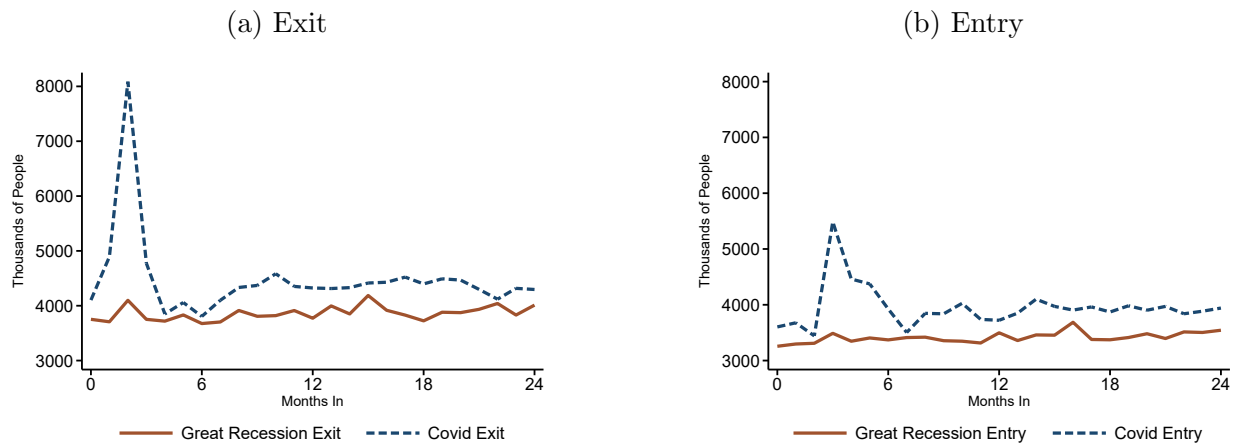 (a) Exit
8000
7000
6000
5000
4000
3000
Thousands of People
0 6 12 18 24
Months In
Great Recession Exit Covid Exit
(b) Entry
8000
7000
6000
5000
4000
3000
Thousands of People
0 6 12 18 24
Months In
Great Recession Entry Covid Entry